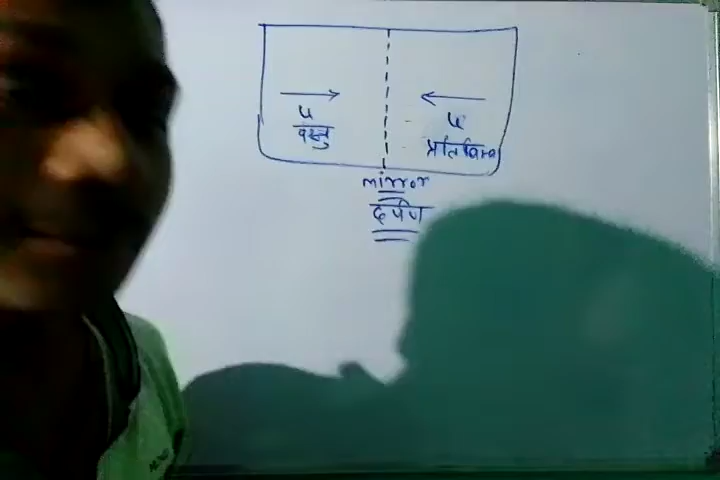 u
वस्तु
u
प्रतिबिम्ब
mirror
दर्पण